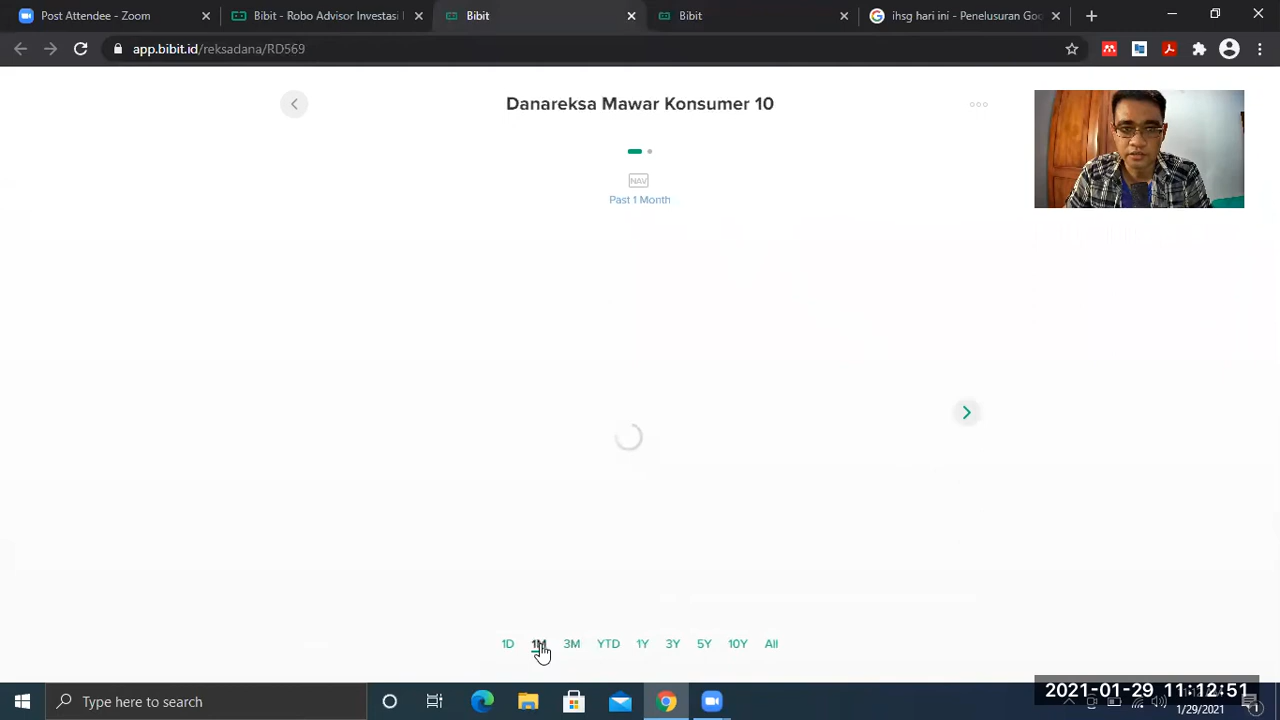 Post Attendee - Zoom
Bibit - Robo Advisor Investasi
Bibit
Bibit
ihsg hari ini - Penelusuran Goo
app.bibit.id/reksadana/RD569
Danareksa Mawar Konsumer 10
NAV
Past 1 Month
1D 1M 3M YTD 1Y 3Y 5Y 10Y All
Type here to search
2021-01-29 11:12:51
1/29/2021